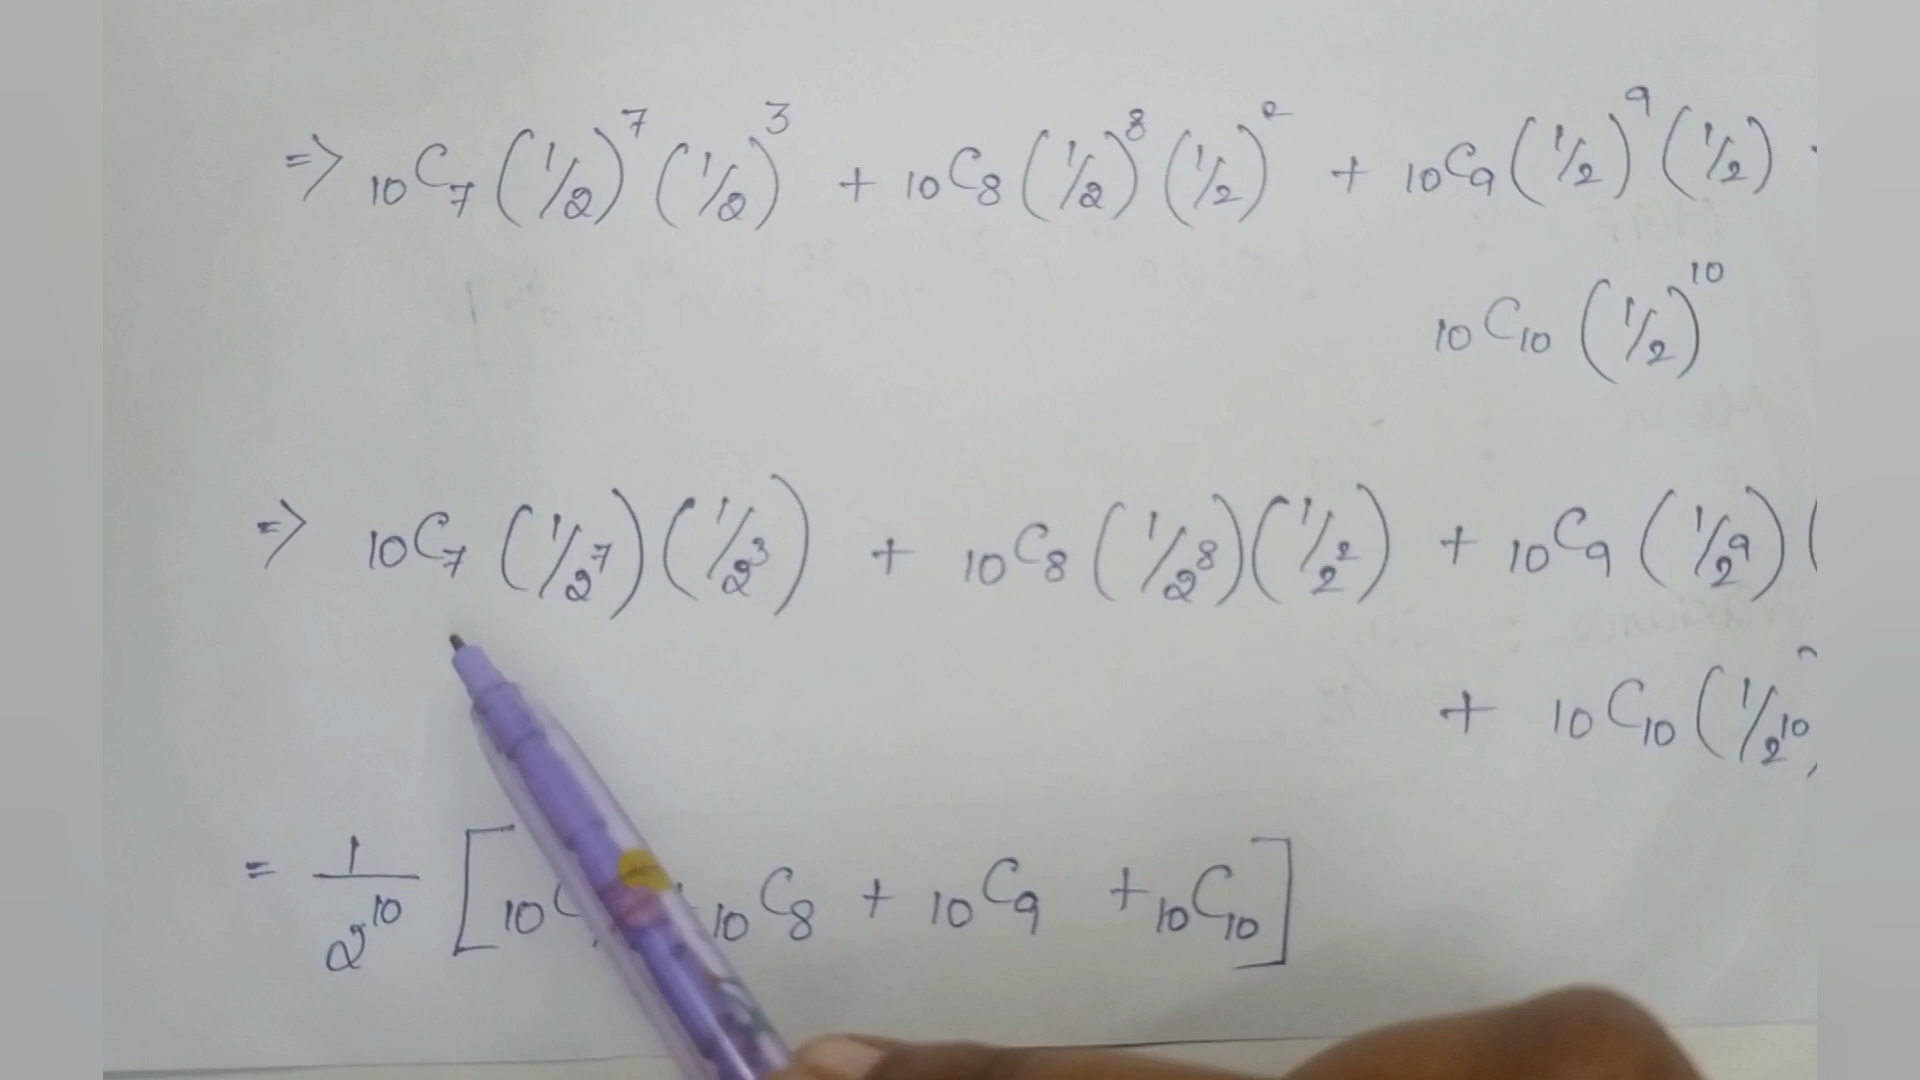 => 10C7 (1/2)^7 (1/2)^3 + 10C8 (1/2)^8 (1/2)^2 + 10C9 (1/2)^9 (1/2)
10C10 (1/2)^10
=> 10C7 (1/2^7) (1/2^3) + 10C8 (1/2^8) (1/2^2) + 10C9 (1/2^9) (
+ 10C10 (1/2^10)
= 1/2^10 [10C + 10C8 + 10C9 + 10C10]